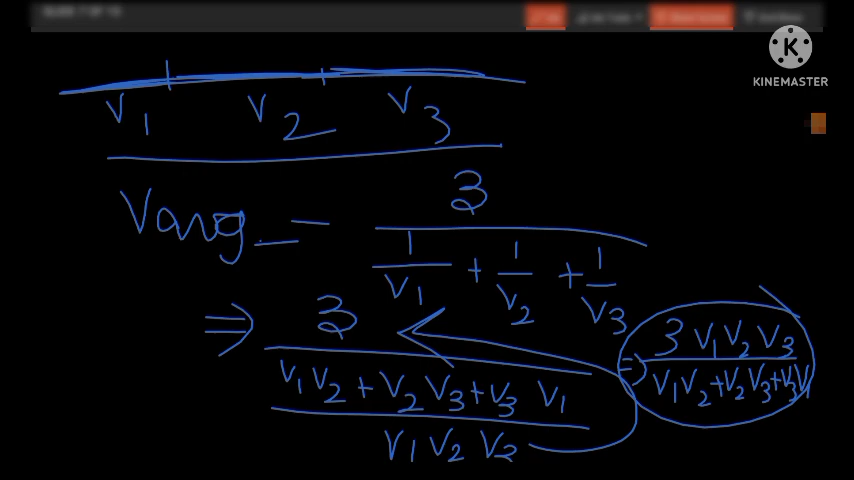 KINEMASTER
V1 V2 V3
Vavg = 3 / (1/V1 + 1/V2 + 1/V3)
⇒ 3 / ((V1V2 + V2V3 + V3V1) / V1V2V3)
⇒ 3V1V2V3 / (V1V2 + V2V3 + V3V1)